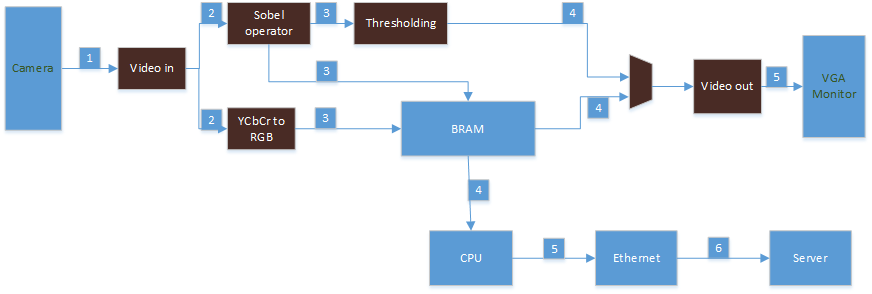 Camera
1
Video in
2
Sobel
operator
3
Thresholding
4
3
2
YCbCr to
RGB
3
BRAM
4
Video out
5
VGA
Monitor
4
CPU
5
Ethernet
6
Server